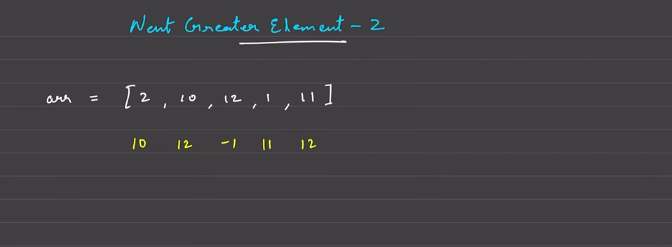 Next Greater Element - 2
arr = [2, 10, 12, 1, 11]
10 12 -1 11 12